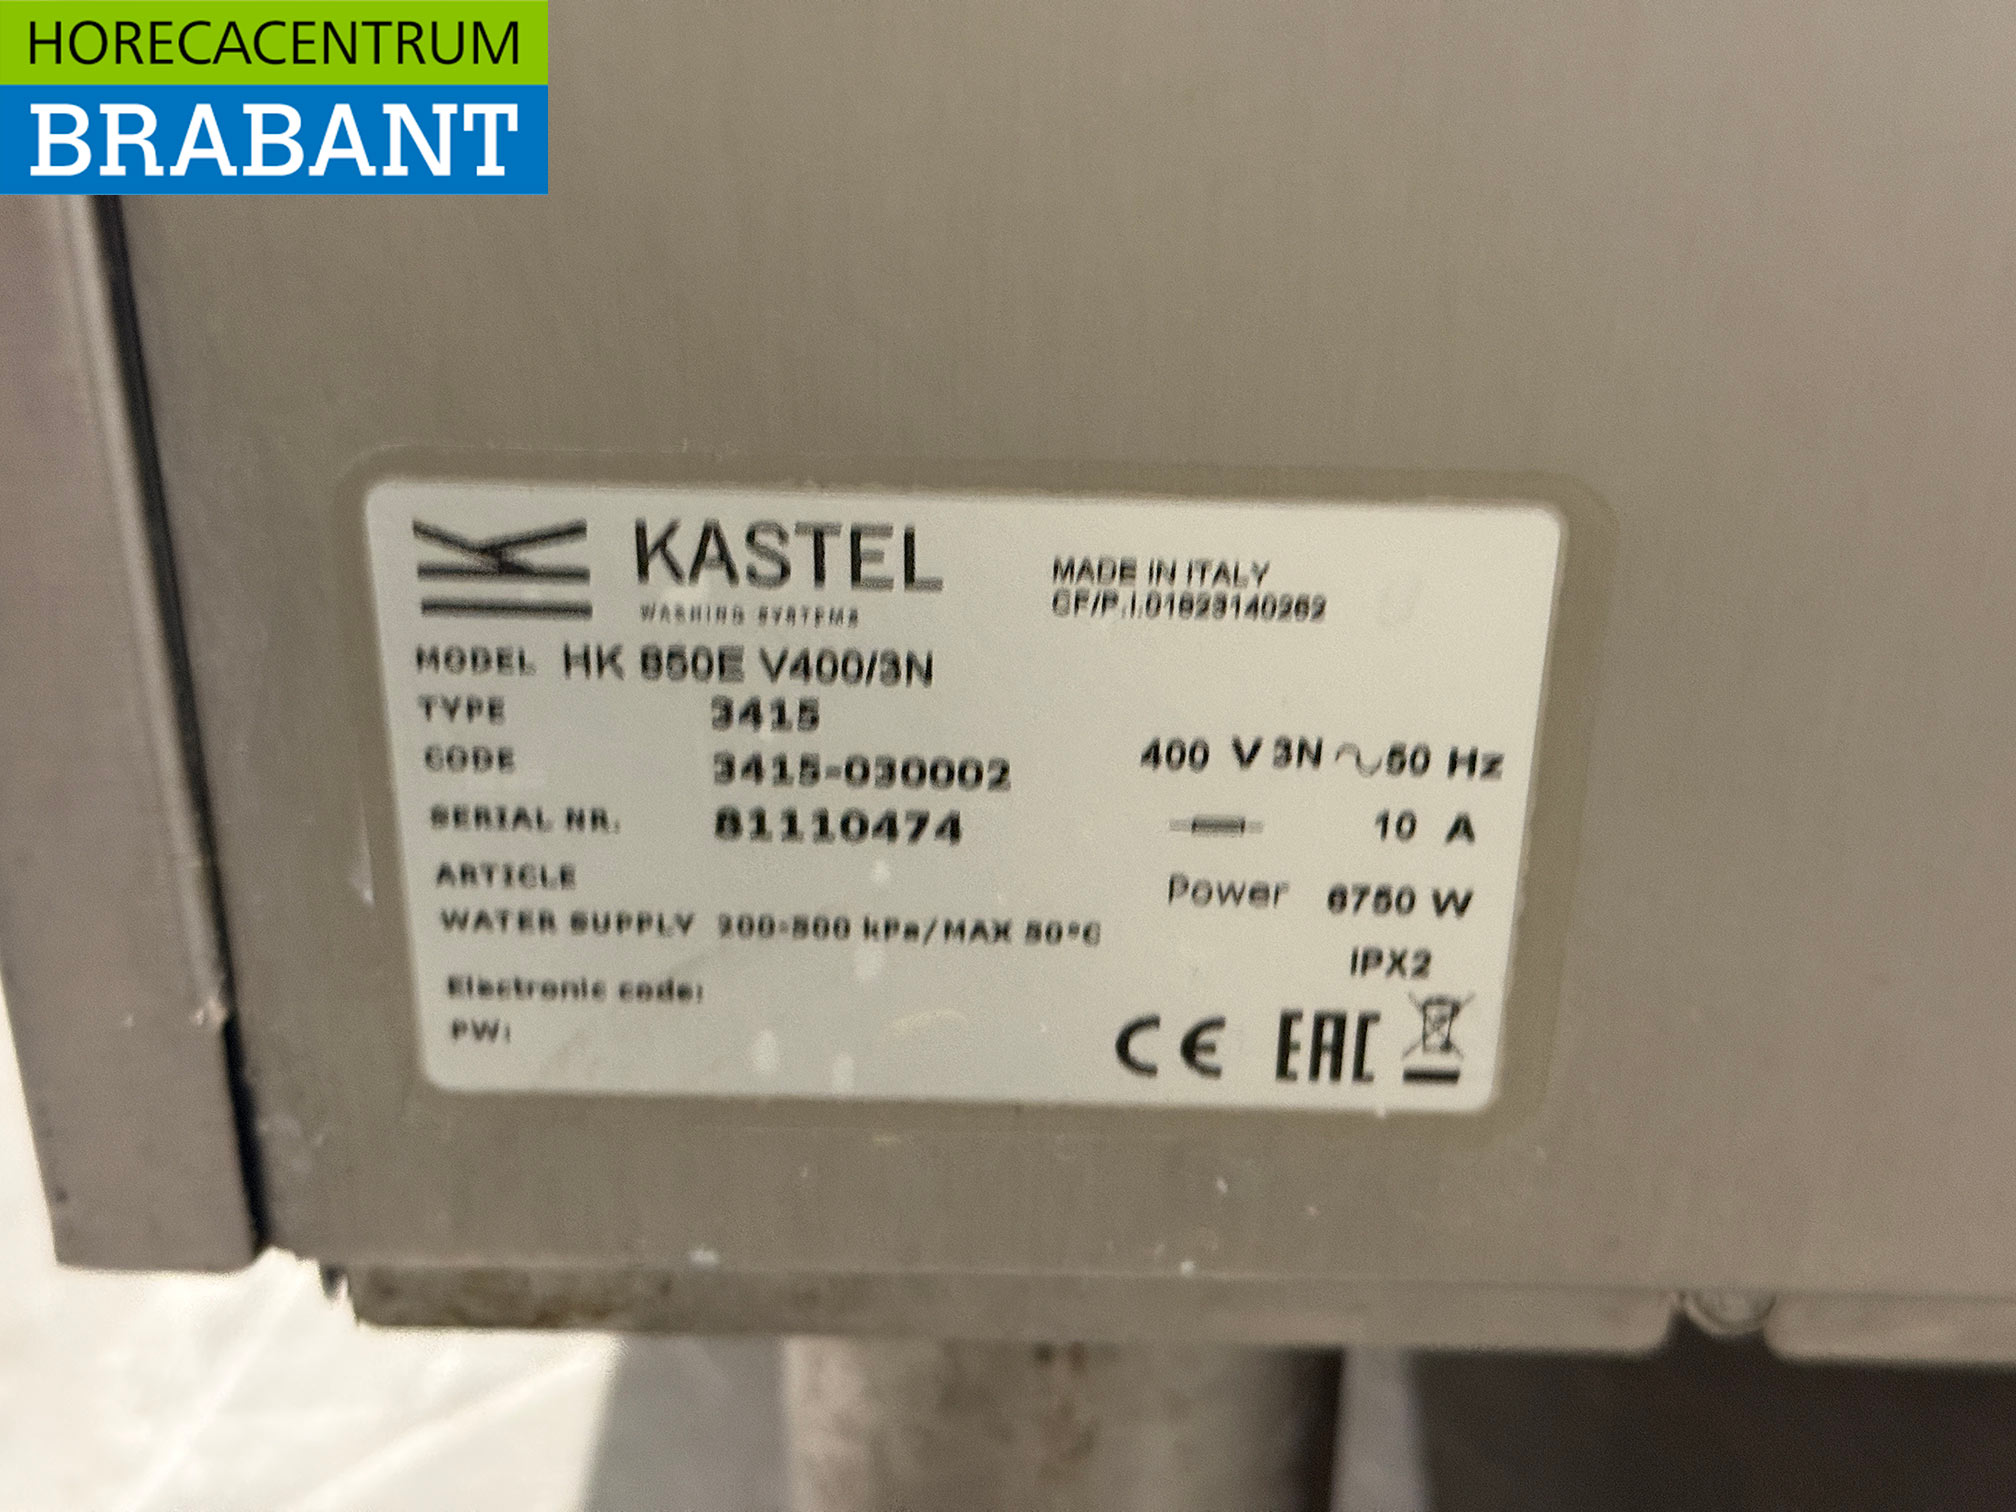 HORECACENTRUM
BRABANT
KASTEL
WASHING SYSTEMS
MADE IN ITALY
CF/P.I.01823140262
MODEL HK 850E V400/3N
TYPE 3415
CODE 3415-030002
SERIAL NR. 81110474
ARTICLE
WATER SUPPLY 200-500 kPa/MAX 50°C
Electronic code:
PW:
400 V 3N ~ 50 Hz
10 A
Power 6750 W
IPX2
CE EAC